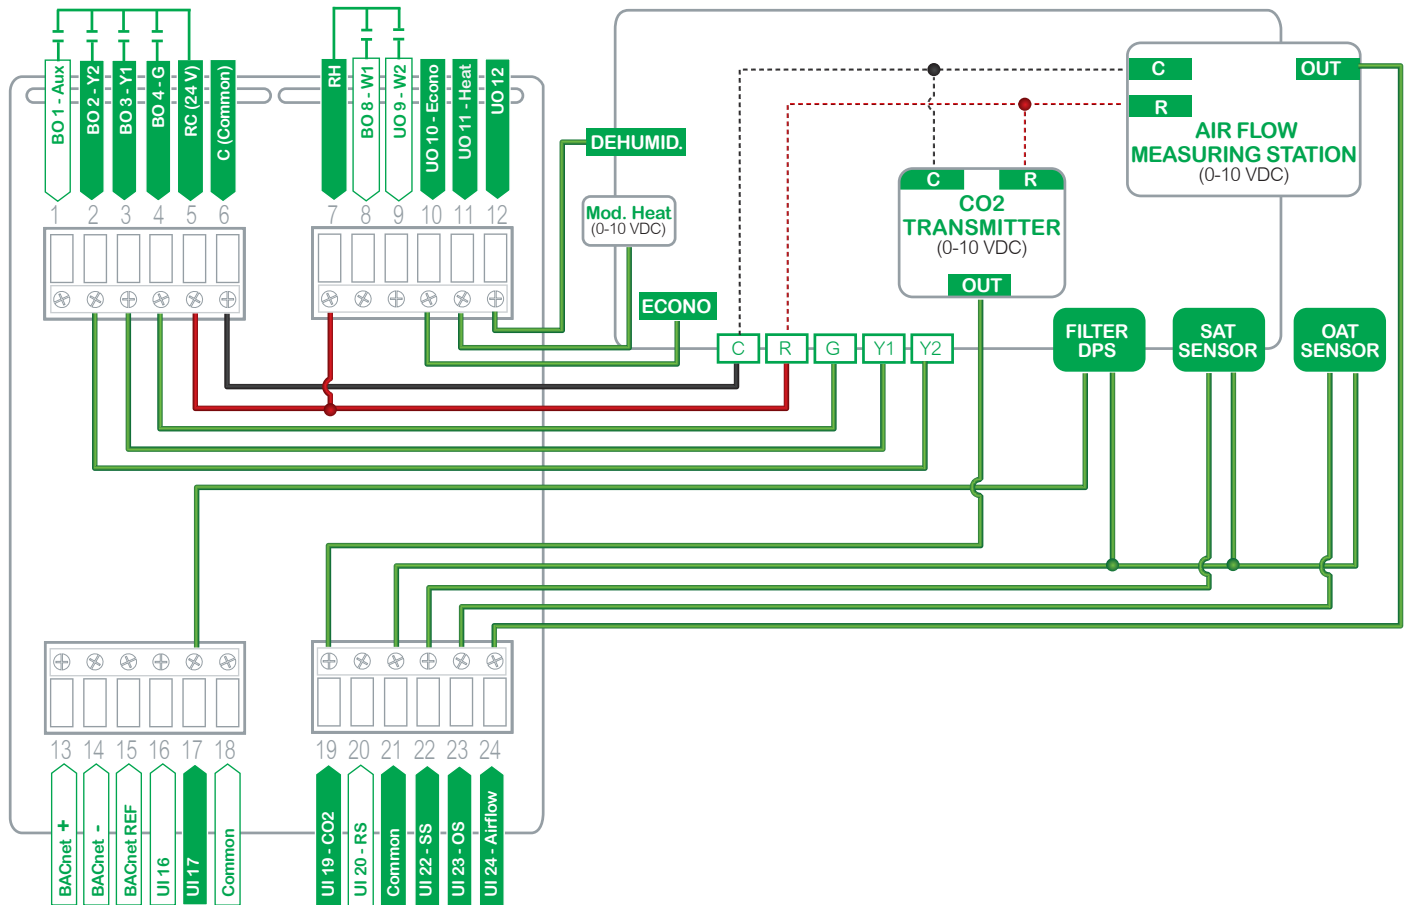 BO 1 - Aux
BO 2 - Y2
BO 3 - Y1
BO 4 - G
RC (24 V)
C (Common)
RH
BO 8 - W1
UO 9 - W2
UO 10 - Econo
UO 11 - Heat
UO 12
1
2
3
4
5
6
7
8
9
10
11
12
DEHUMID.
Mod. Heat
(0-10 VDC)
ECONO
C
R
OUT
AIR FLOW
MEASURING STATION
(0-10 VDC)
C
R
CO2
TRANSMITTER
(0-10 VDC)
OUT
C
R
G
Y1
Y2
FILTER
DPS
SAT
SENSOR
OAT
SENSOR
13
14
15
16
17
18
19
20
21
22
23
24
BACnet +
BACnet -
BACnet REF
UI 16
UI 17
Common
UI 19 - CO2
UI 20 - RS
Common
UI 22 - SS
UI 23 - OS
UI 24 - Airflow